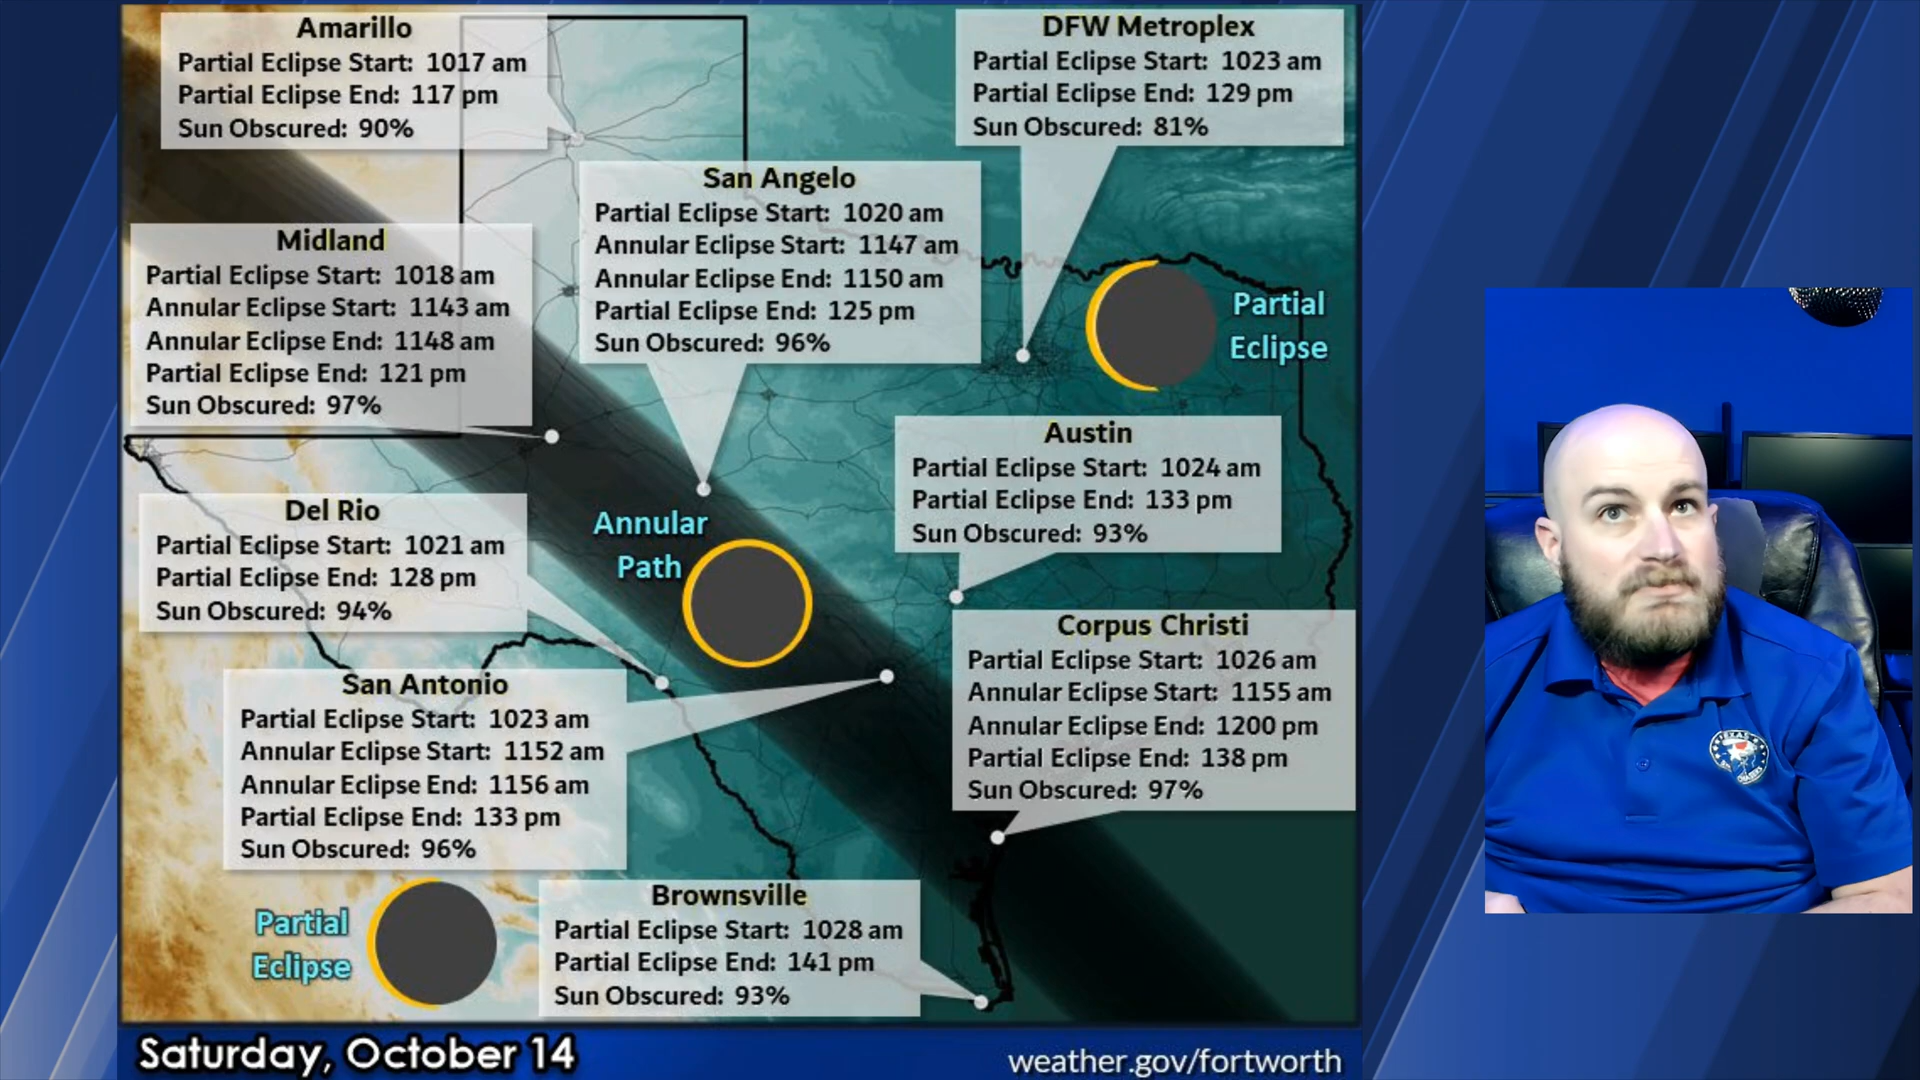 Amarillo
Partial Eclipse Start: 1017 am
Partial Eclipse End: 117 pm
Sun Obscured: 90%
DFW Metroplex
Partial Eclipse Start: 1023 am
Partial Eclipse End: 129 pm
Sun Obscured: 81%
San Angelo
Partial Eclipse Start: 1020 am
Annular Eclipse Start: 1147 am
Annular Eclipse End: 1150 am
Partial Eclipse End: 125 pm
Sun Obscured: 96%
Midland
Partial Eclipse Start: 1018 am
Annular Eclipse Start: 1143 am
Annular Eclipse End: 1148 am
Partial Eclipse End: 121 pm
Sun Obscured: 97%
Partial
Eclipse
Austin
Partial Eclipse Start: 1024 am
Partial Eclipse End: 133 pm
Sun Obscured: 93%
Del Rio
Partial Eclipse Start: 1021 am
Partial Eclipse End: 128 pm
Sun Obscured: 94%
Annular
Path
Corpus Christi
Partial Eclipse Start: 1026 am
Annular Eclipse Start: 1155 am
Annular Eclipse End: 1200 pm
Partial Eclipse End: 138 pm
Sun Obscured: 97%
San Antonio
Partial Eclipse Start: 1023 am
Annular Eclipse Start: 1152 am
Annular Eclipse End: 1156 am
Partial Eclipse End: 133 pm
Sun Obscured: 96%
Partial
Eclipse
Brownsville
Partial Eclipse Start: 1028 am
Partial Eclipse End: 141 pm
Sun Obscured: 93%
Saturday, October 14
weather.gov/fortworth
TEXAS